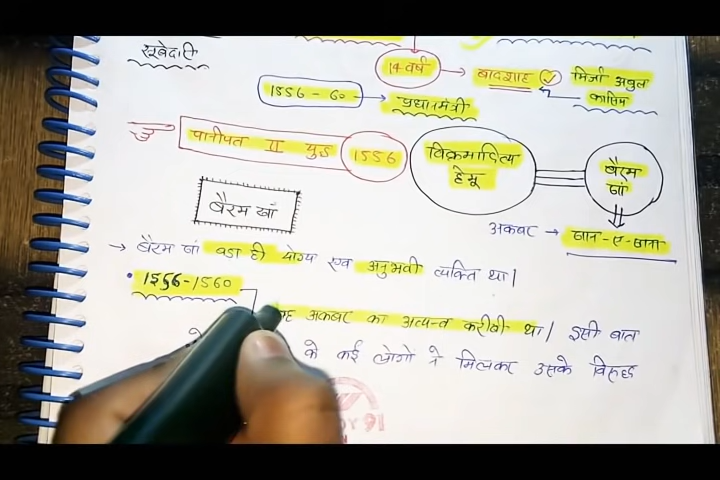 सूबेदारी
14 वर्ष → बादशाह मिर्जा अबुल
कासिम
1556 - 60 → प्रधानमंत्री
पानीपत II युद्ध 1556 विक्रमादित्य
हेमू
बैरम
खां
बैरम खां
अकबर → खान-ए-खाना
→ बैरम खां बडा ही योग्य एवं अनुभवी व्यक्ति था|
• 1556-1560
अकबर का अत्यन्त करीबी था| इसी बात
के कई लोगों ने मिलकर उसके विरुद्ध
91